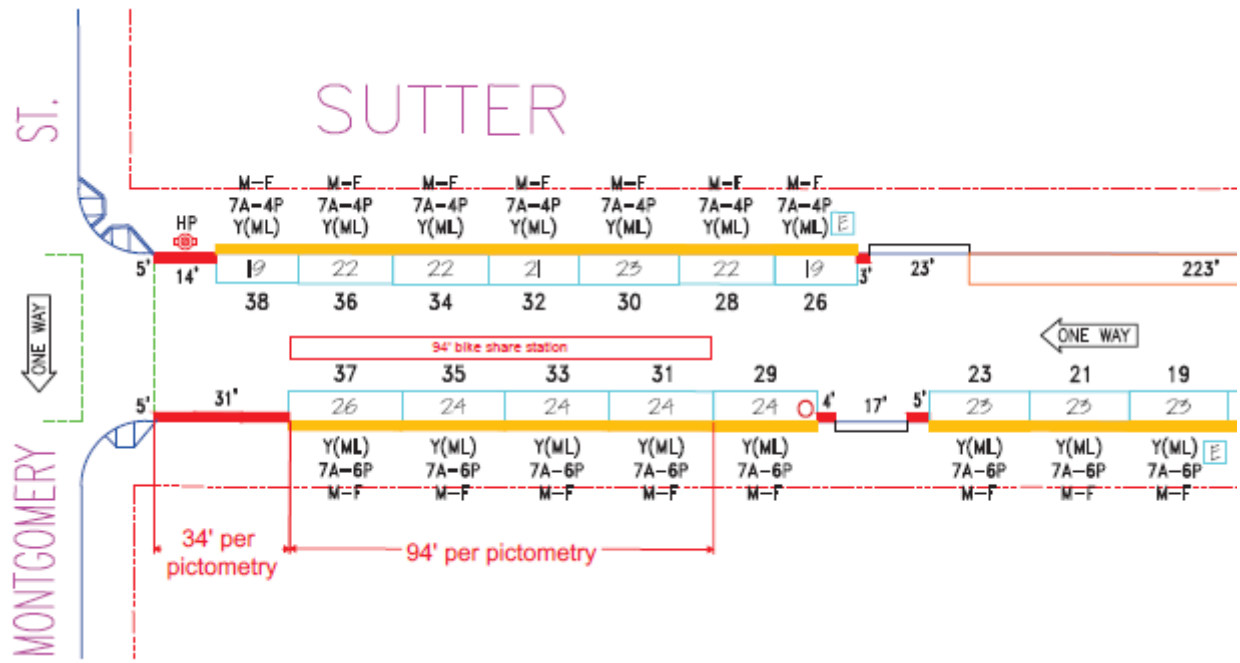 ST.
SUTTER
M-F M-F M-F M-F M-F M-F M-F
7A-4P 7A-4P 7A-4P 7A-4P 7A-4P 7A-4P 7A-4P
HP Y(ML) Y(ML) Y(ML) Y(ML) Y(ML) Y(ML) Y(ML) E
5' 14' 19 22 22 21 23 22 19 3' 23' 223'
38 36 34 32 30 28 26
ONE WAY
94' bike share station
ONE WAY
37 35 33 31 29 23 21 19
5' 31' 26 24 24 24 24 4' 17' 5' 23 23 23
Y(ML) Y(ML) Y(ML) Y(ML) Y(ML) Y(ML) Y(ML) Y(ML) E
7A-6P 7A-6P 7A-6P 7A-6P 7A-6P 7A-6P 7A-6P 7A-6P
M-F M-F M-F M-F M-F M-F M-F M-F
MONTGOMERY
34' per
pictometry
94' per pictometry